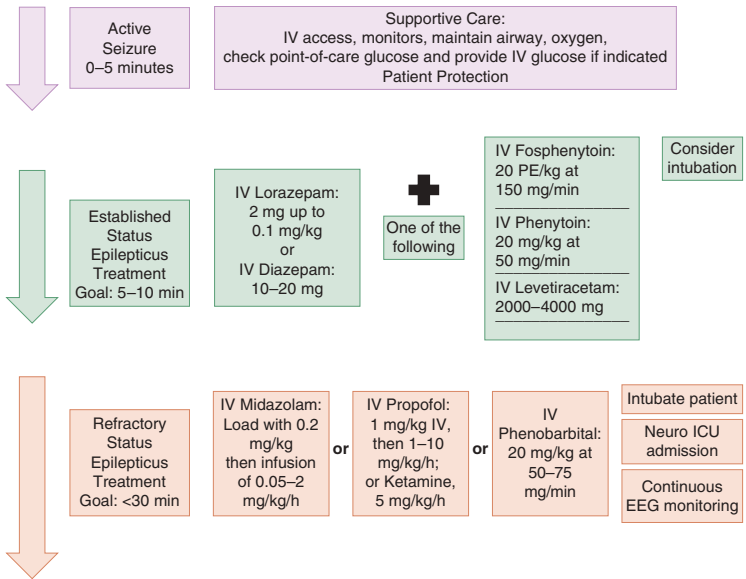 Active
Seizure
0–5 minutes
Supportive Care:
IV access, monitors, maintain airway, oxygen,
check point-of-care glucose and provide IV glucose if indicated
Patient Protection
Established
Status
Epilepticus
Treatment
Goal: 5–10 min
IV Lorazepam:
2 mg up to
0.1 mg/kg
or
IV Diazepam:
10–20 mg
One of the
following
IV Fosphenytoin:
20 PE/kg at
150 mg/min
IV Phenytoin:
20 mg/kg at
50 mg/min
IV Levetiracetam:
2000–4000 mg
Consider
intubation
Refractory
Status
Epilepticus
Treatment
Goal: <30 min
IV Midazolam:
Load with 0.2
mg/kg
then infusion
of 0.05–2
mg/kg/h
or
IV Propofol:
1 mg/kg IV,
then 1–10
mg/kg/h;
or Ketamine,
5 mg/kg/h
or
IV
Phenobarbital:
20 mg/kg at
50–75
mg/min
Intubate patient
Neuro ICU
admission
Continuous
EEG monitoring